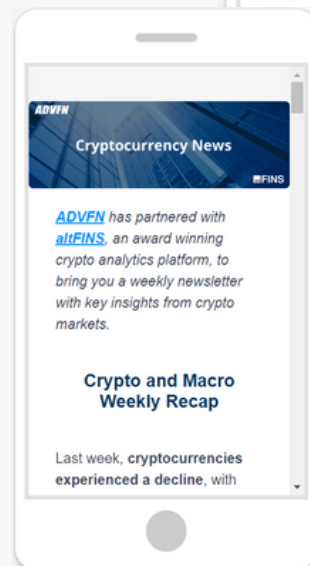 ADVFN
Cryptocurrency News
FINS
ADVFN has partnered with
altFINS, an award winning
crypto analytics platform, to
bring you a weekly newsletter
with key insights from crypto
markets.
Crypto and Macro
Weekly Recap
Last week, cryptocurrencies
experienced a decline, with